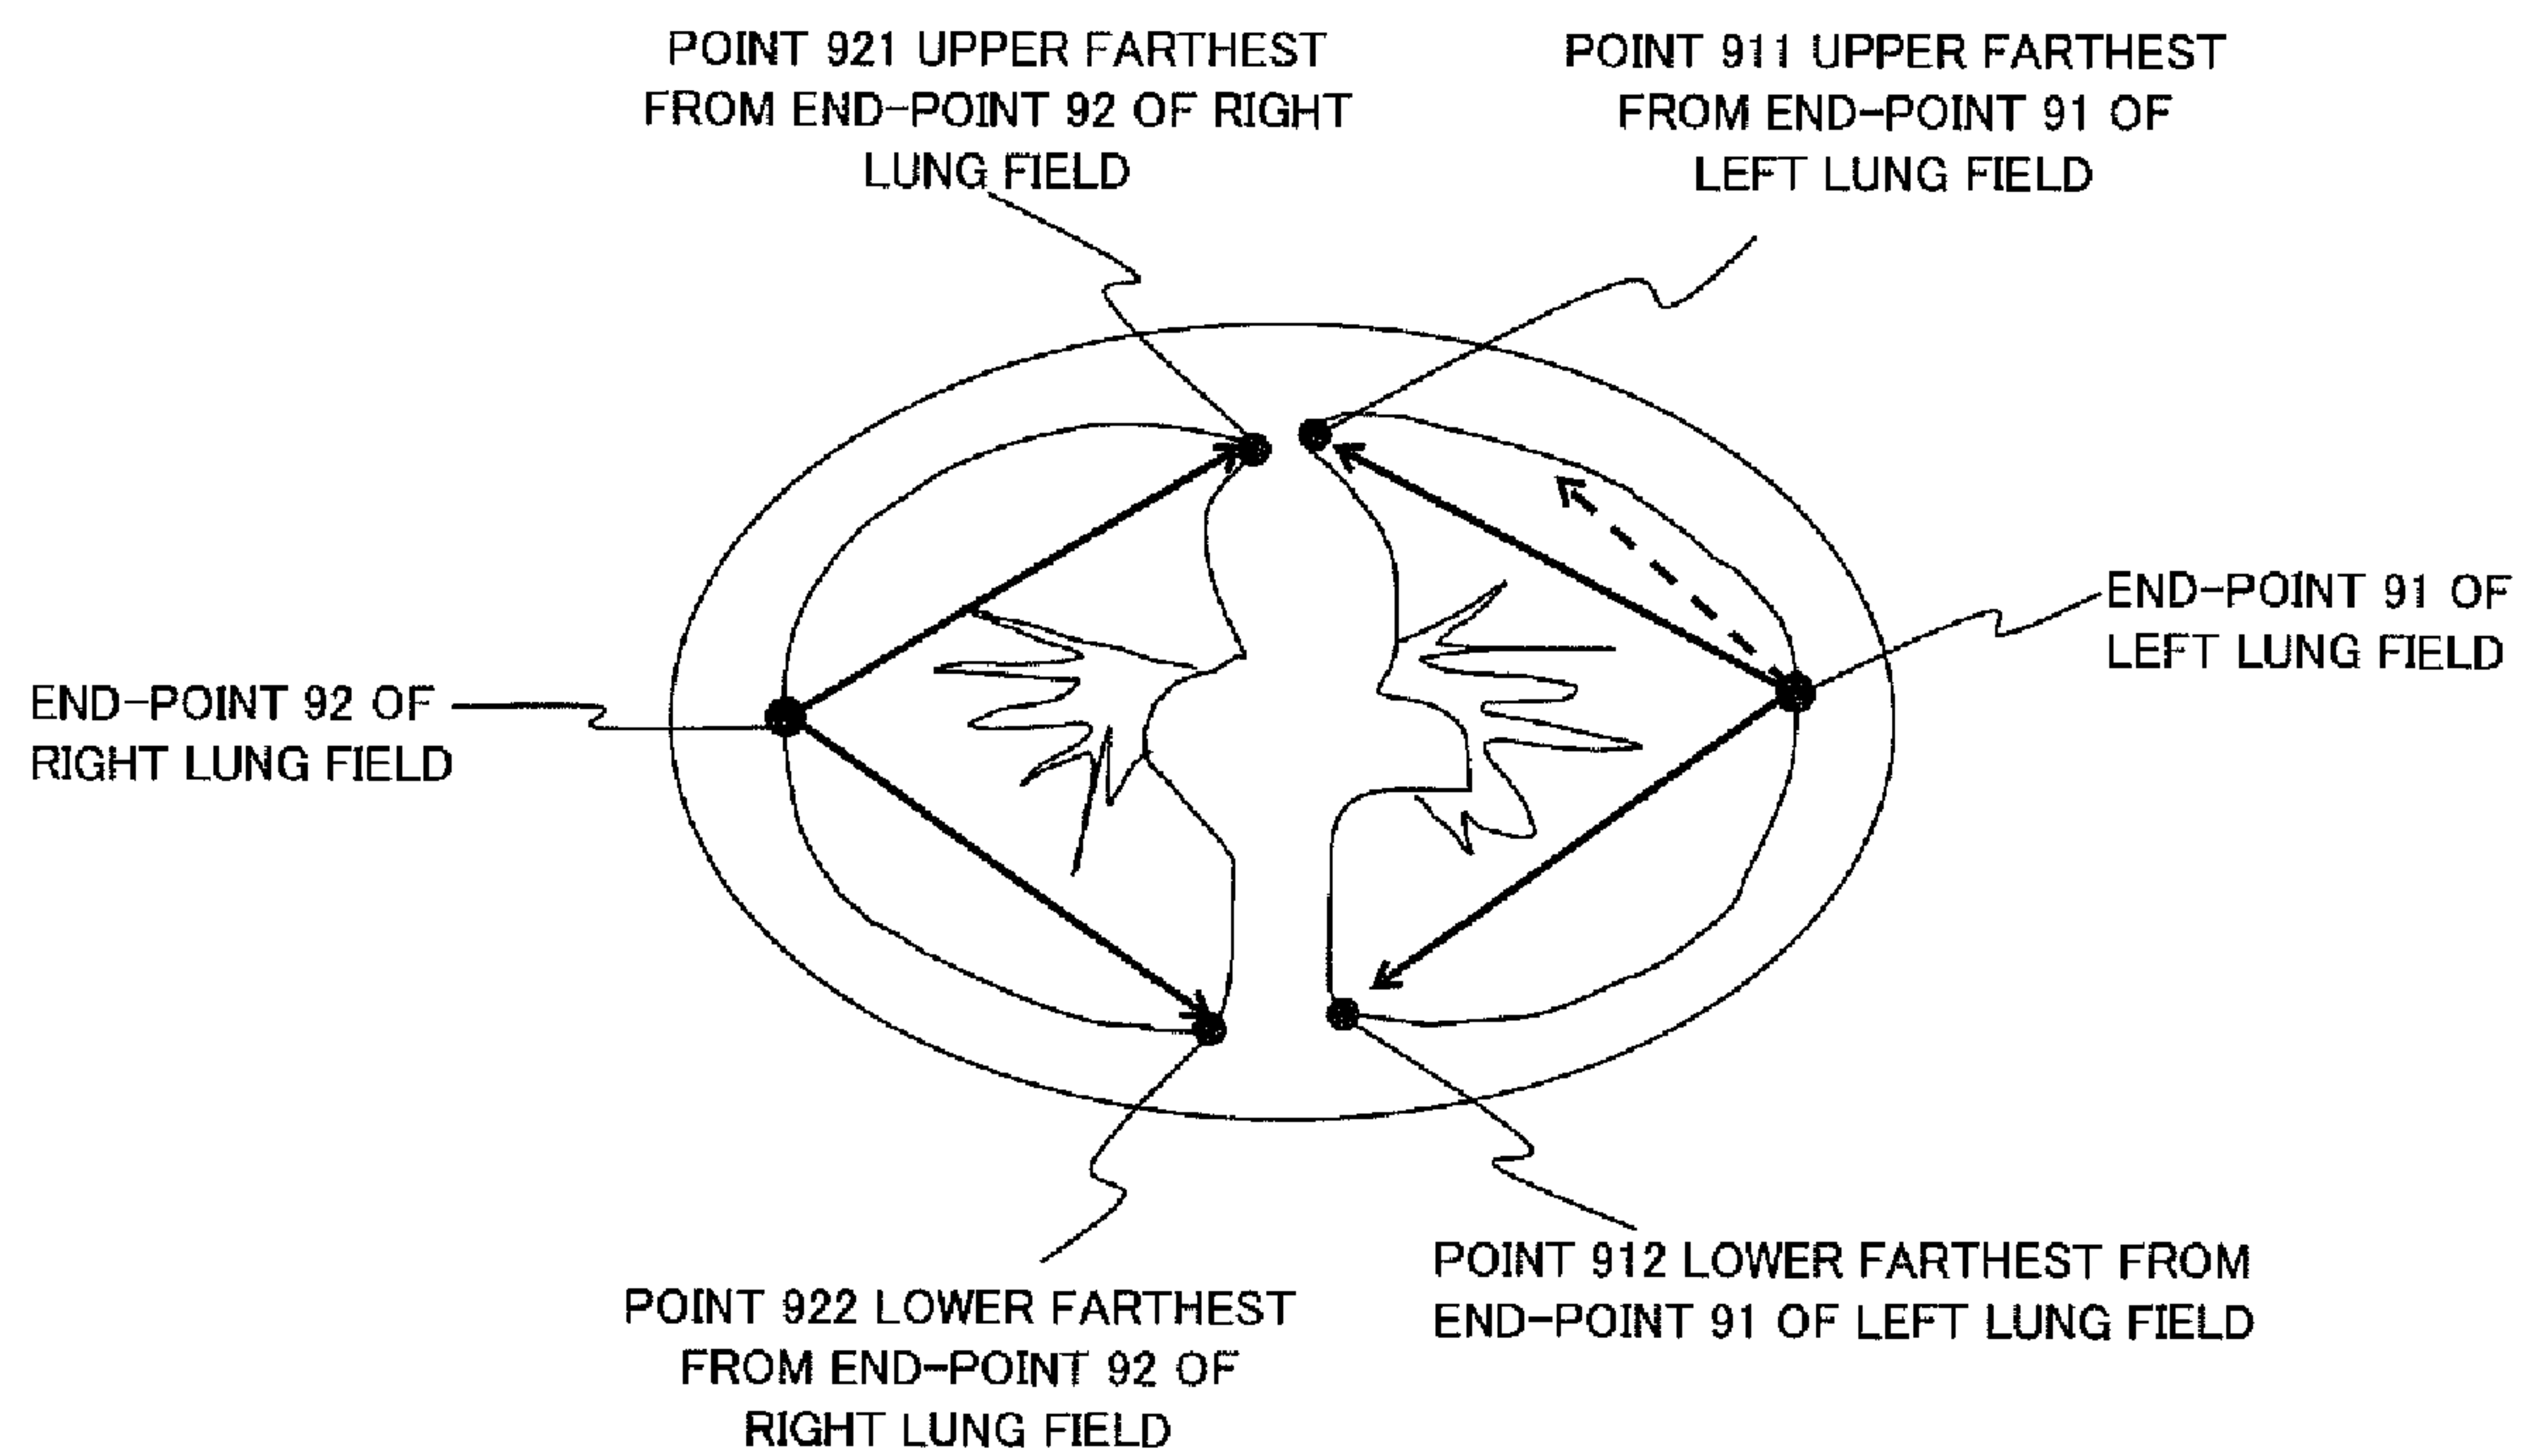 POINT 921 UPPER FARTHEST
FROM END-POINT 92 OF RIGHT
LUNG FIELD
POINT 911 UPPER FARTHEST
FROM END-POINT 91 OF
LEFT LUNG FIELD
END-POINT 91 OF
LEFT LUNG FIELD
END-POINT 92 OF
RIGHT LUNG FIELD
POINT 912 LOWER FARTHEST FROM
END-POINT 91 OF LEFT LUNG FIELD
POINT 922 LOWER FARTHEST
FROM END-POINT 92 OF
RIGHT LUNG FIELD